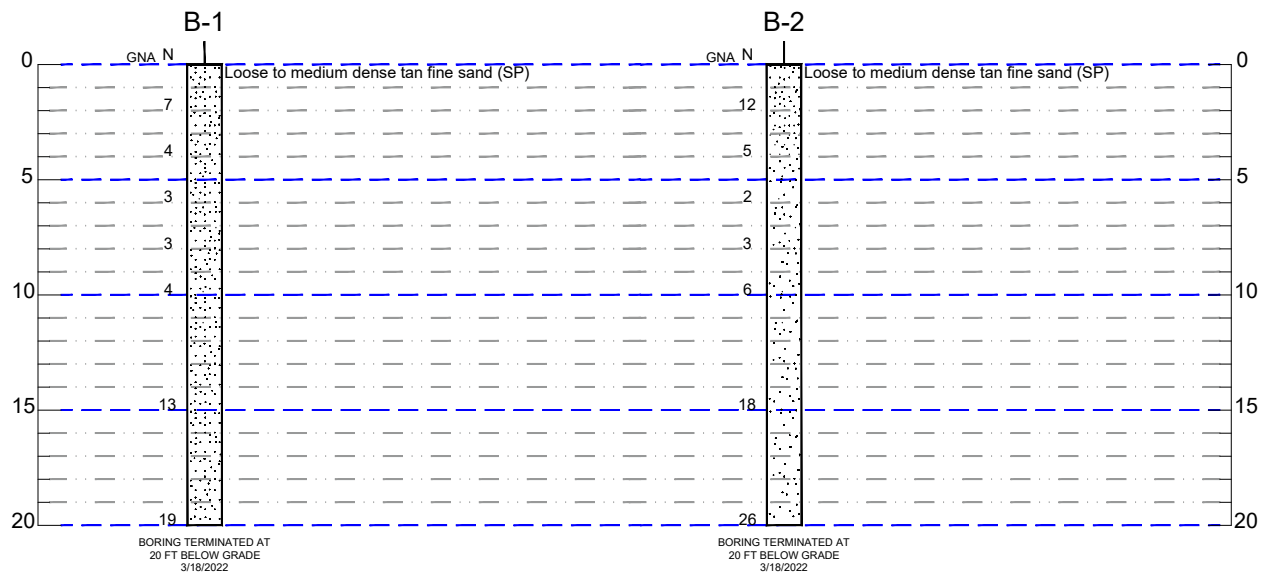 B-1 B-2
GNA N GNA N
0 0
Loose to medium dense tan fine sand (SP) Loose to medium dense tan fine sand (SP)
7 12
4 5
5 5
3 2
3 3
10 4 6 10
15 13 18 15
20 19 26 20
BORING TERMINATED AT BORING TERMINATED AT
20 FT BELOW GRADE 20 FT BELOW GRADE
3/18/2022 3/18/2022